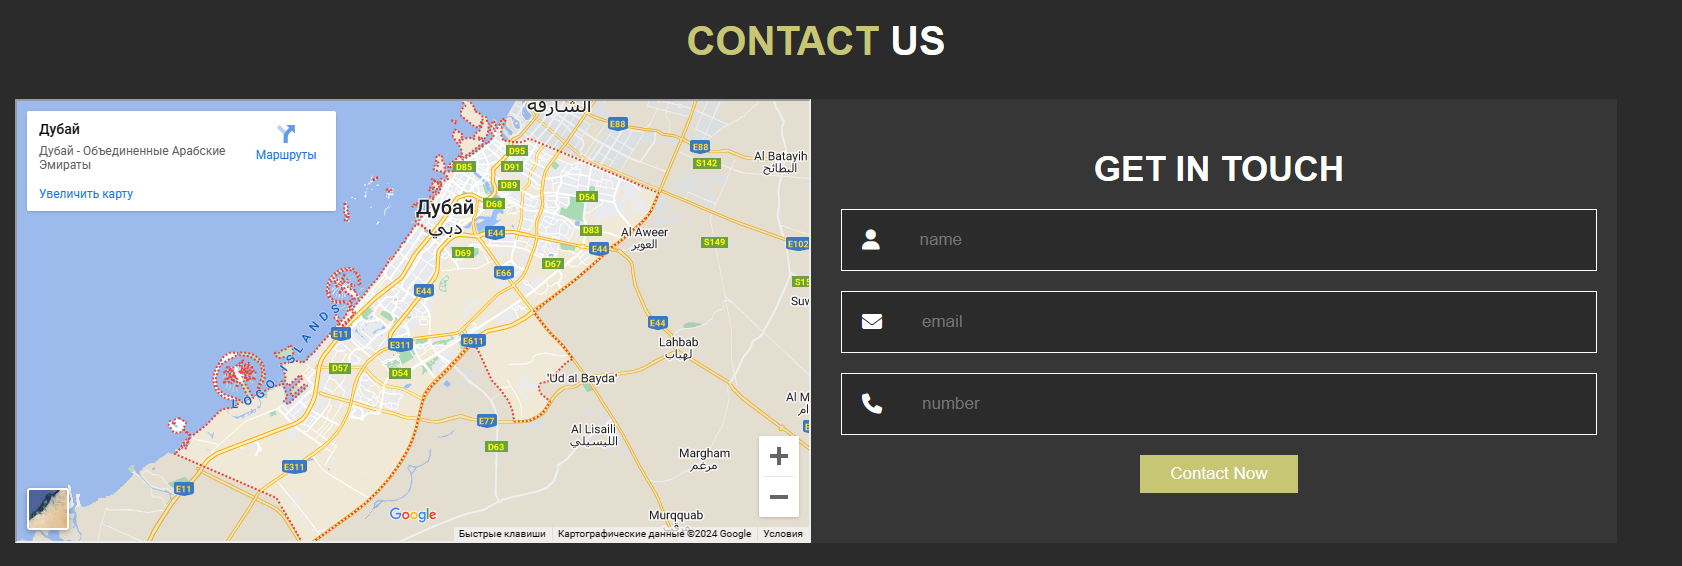 CONTACT US
Дубай
Дубай - Объединенные Арабские
Эмираты
Маршруты
Увеличить карту
الشارقة
E88
E88
D95
D85
D91
S142
Al Batayih
البطائح
D89
D54
D68
Дубай
دبي
E44
D83
Al Aweer
العوير
S149
E102
E44
D69
D67
E66
E44
LOGO ISLANDS
E11
E44
E311
E611
Lahbab
لهباب
D57
D54
'Ud al Bayda'
E77
Al Lisaili
الليسيلي
D63
Margham
مرغم
E311
E11
Google
Murqquab
Быстрые клавиши
Картографические данные ©2024 Google
Условия
GET IN TOUCH
name
email
number
Contact Now